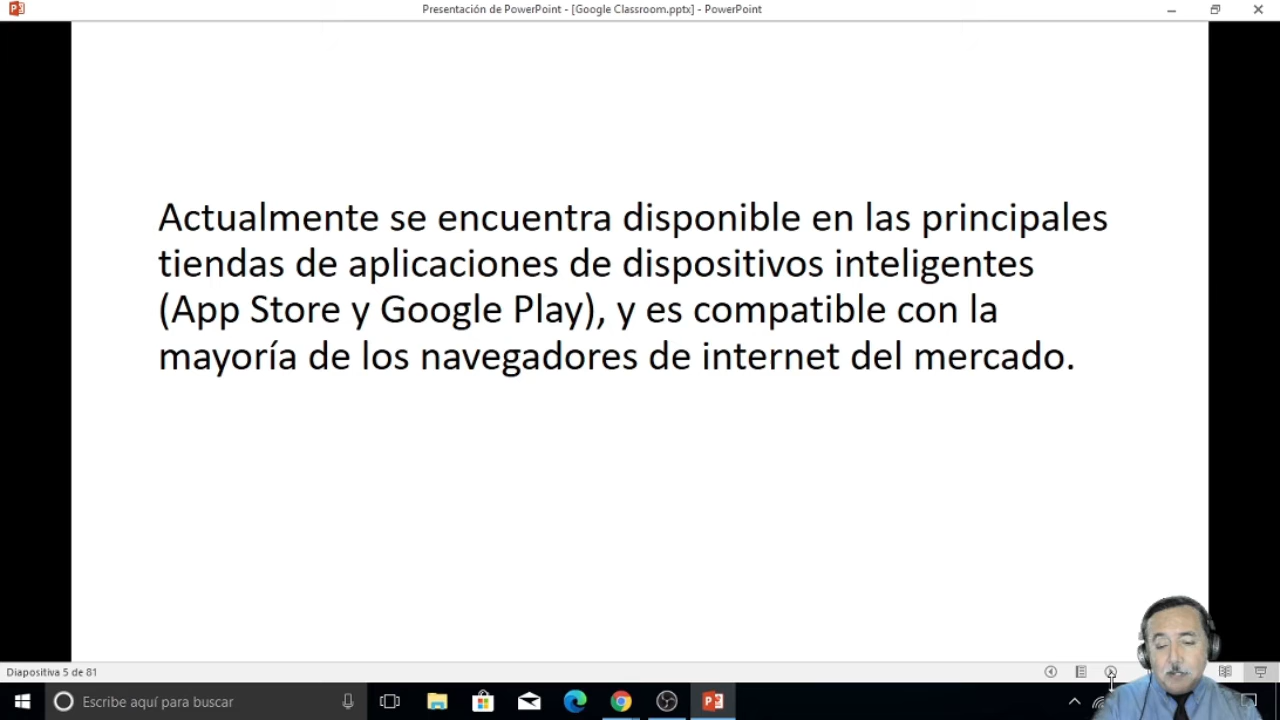 Presentación de PowerPoint - [Google Classroom.pptx] - PowerPoint
Actualmente se encuentra disponible en las principales
tiendas de aplicaciones de dispositivos inteligentes
(App Store y Google Play), y es compatible con la
mayoría de los navegadores de internet del mercado.
Diapositiva 5 de 81
Escribe aquí para buscar